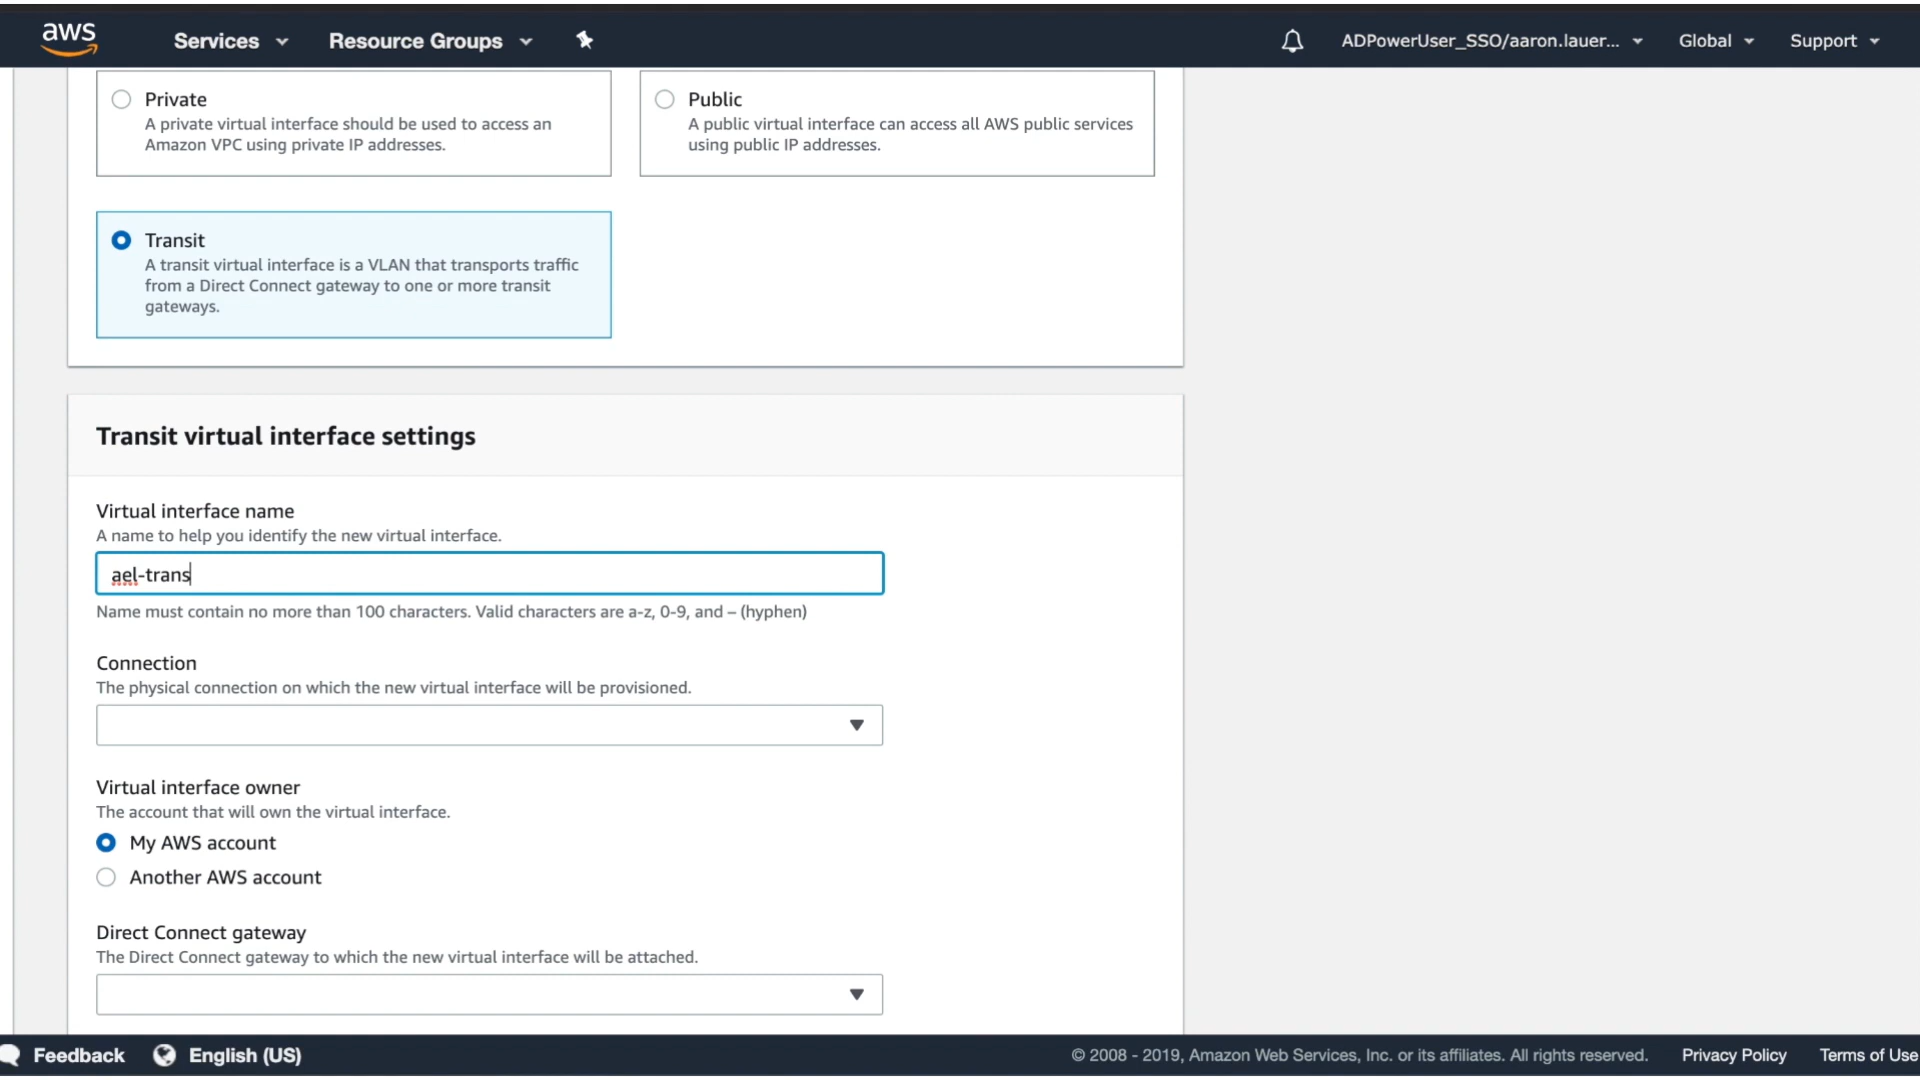 aws
Services
Resource Groups
ADPowerUser_SSO/aaron.lauer...
Global
Support
Private
A private virtual interface should be used to access an
Amazon VPC using private IP addresses.
Public
A public virtual interface can access all AWS public services
using public IP addresses.
Transit
A transit virtual interface is a VLAN that transports traffic
from a Direct Connect gateway to one or more transit
gateways.
Transit virtual interface settings
Virtual interface name
A name to help you identify the new virtual interface.
ael-trans
Name must contain no more than 100 characters. Valid characters are a-z, 0-9, and – (hyphen)
Connection
The physical connection on which the new virtual interface will be provisioned.
Virtual interface owner
The account that will own the virtual interface.
My AWS account
Another AWS account
Direct Connect gateway
The Direct Connect gateway to which the new virtual interface will be attached.
Feedback
English (US)
© 2008 - 2019, Amazon Web Services, Inc. or its affiliates. All rights reserved.
Privacy Policy
Terms of Use